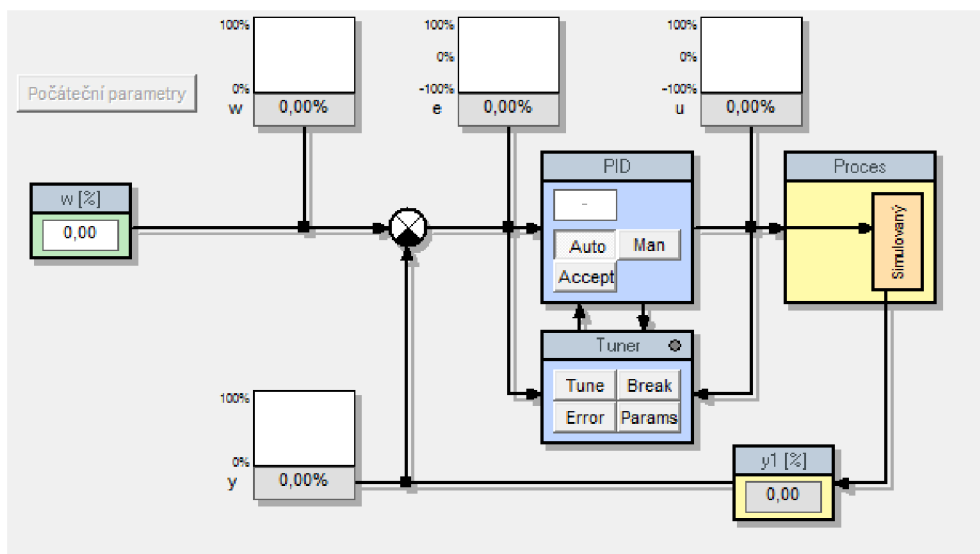 100%
0%
w
0,00%
100%
0%
-100%
e
0,00%
100%
0%
-100%
u
0,00%
Počáteční parametry
w [%]
0,00
PID
-
Auto
Man
Accept
Proces
Simulovaný
Tuner
Tune
Break
Error
Params
100%
0%
y
0,00%
y1 [%]
0,00